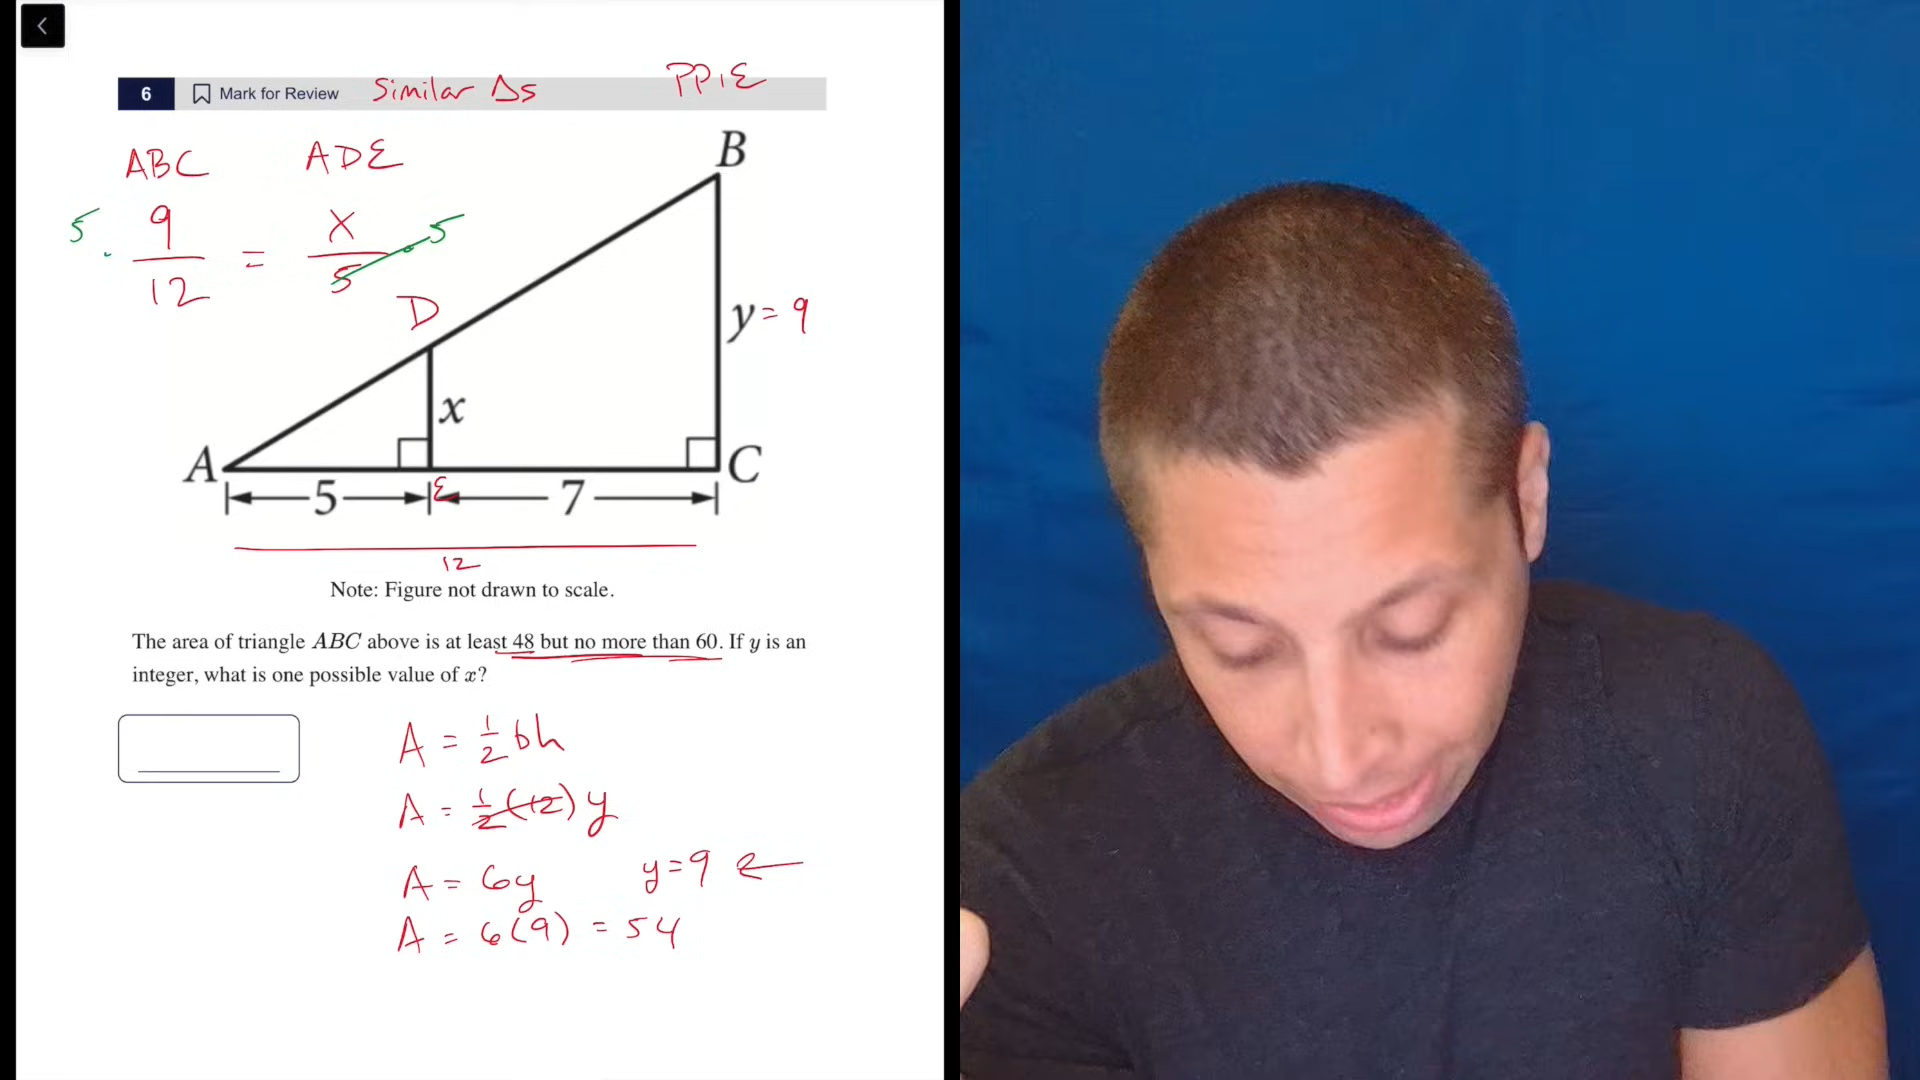 6 Mark for Review Similar Δs PPIE
ABC ADE
B
5 · 9/12 = x/5 · 5
D
y = 9
x
A E C
5 7
12
Note: Figure not drawn to scale.
The area of triangle ABC above is at least 48 but no more than 60. If y is an
integer, what is one possible value of x?
A = 1/2 bh
A = 1/2 (12) y
A = 6y y = 9 ←
A = 6(9) = 54